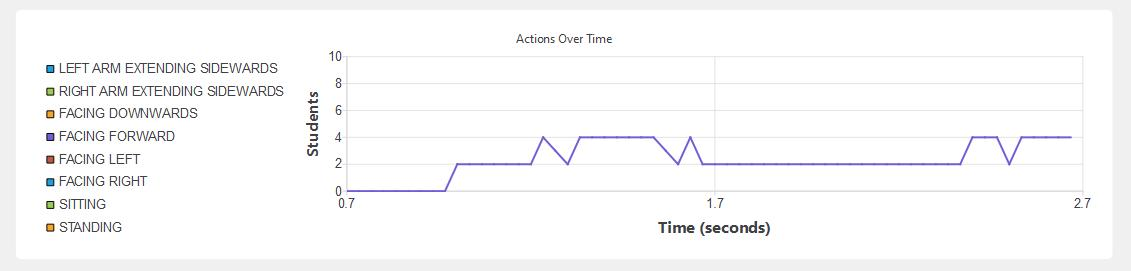 Actions Over Time
LEFT ARM EXTENDING SIDEWARDS
RIGHT ARM EXTENDING SIDEWARDS
FACING DOWNWARDS
FACING FORWARD
FACING LEFT
FACING RIGHT
SITTING
STANDING
Students
10
8
6
4
2
0
0.7
1.7
2.7
Time (seconds)